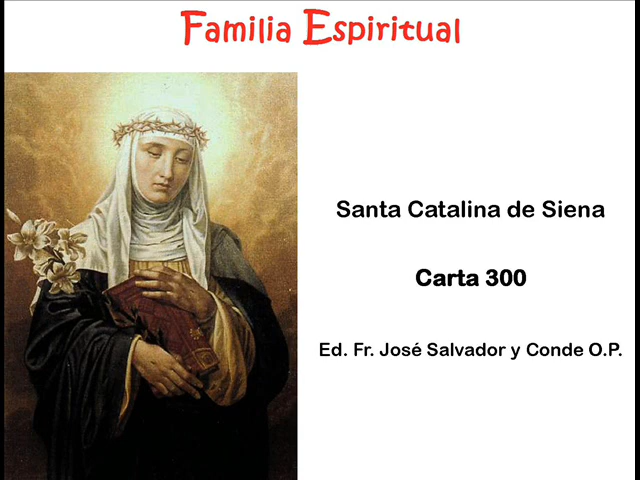 Familia Espiritual
Santa Catalina de Siena
Carta 300
Ed. Fr. José Salvador y Conde O.P.